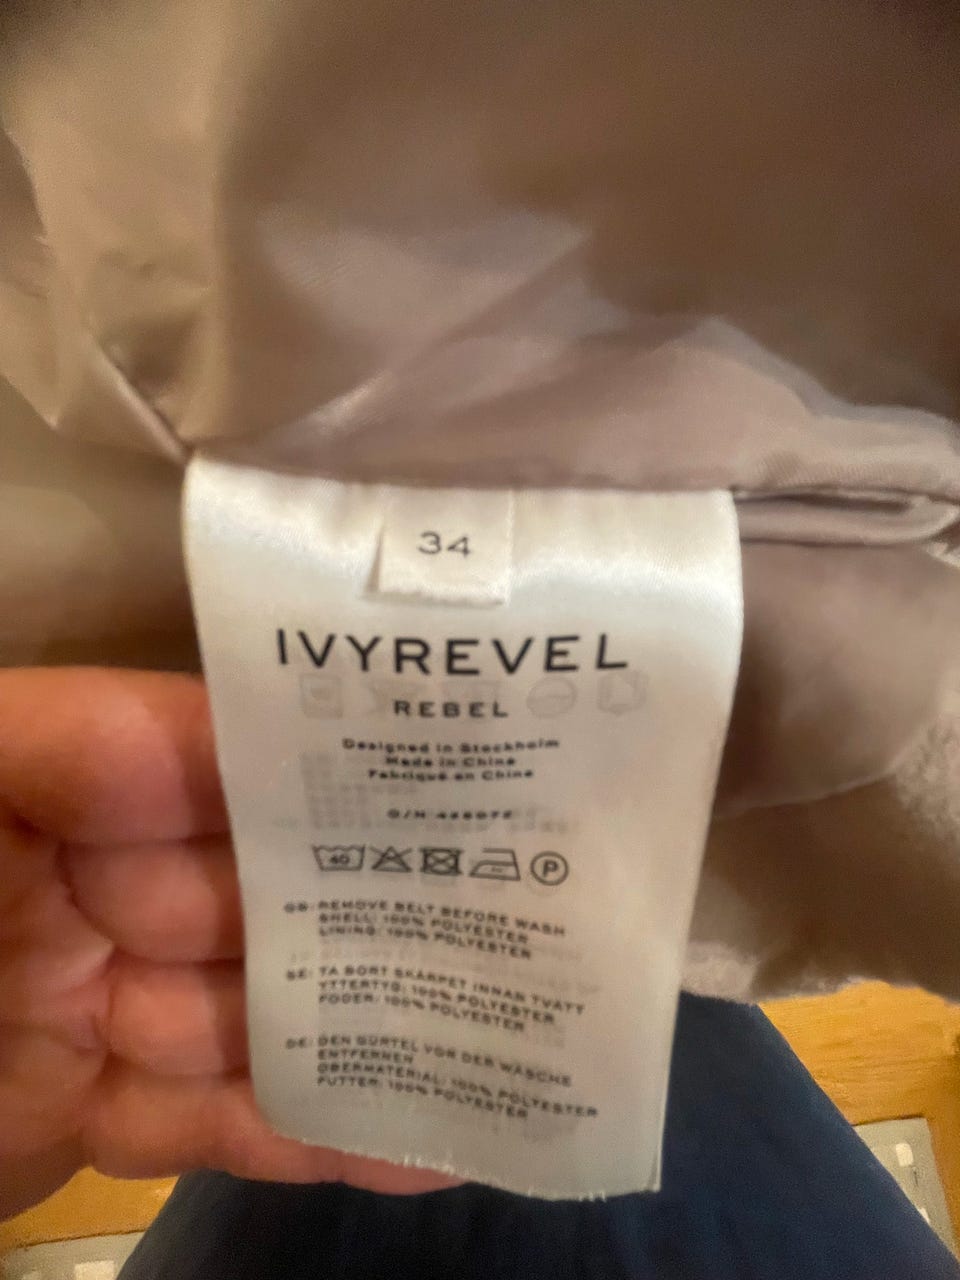 34
IVYREVEL
REBEL
Designed in Stockholm
Made in China
Fabriqué en China
O/N
40
P
GB: REMOVE BELT BEFORE WASH
SHELL: 100% POLYESTER
LINING: 100% POLYESTER
SE: TA BORT SKÄRPET INNAN TVÄTT
YTTERTYG: 100% POLYESTER
FODER: 100% POLYESTER
DE: DEN GÜRTEL VOR DER WÄSCHE
ENTFERNEN
OBERMATERIAL: 100% POLYESTER
FUTTER: 100% POLYESTER